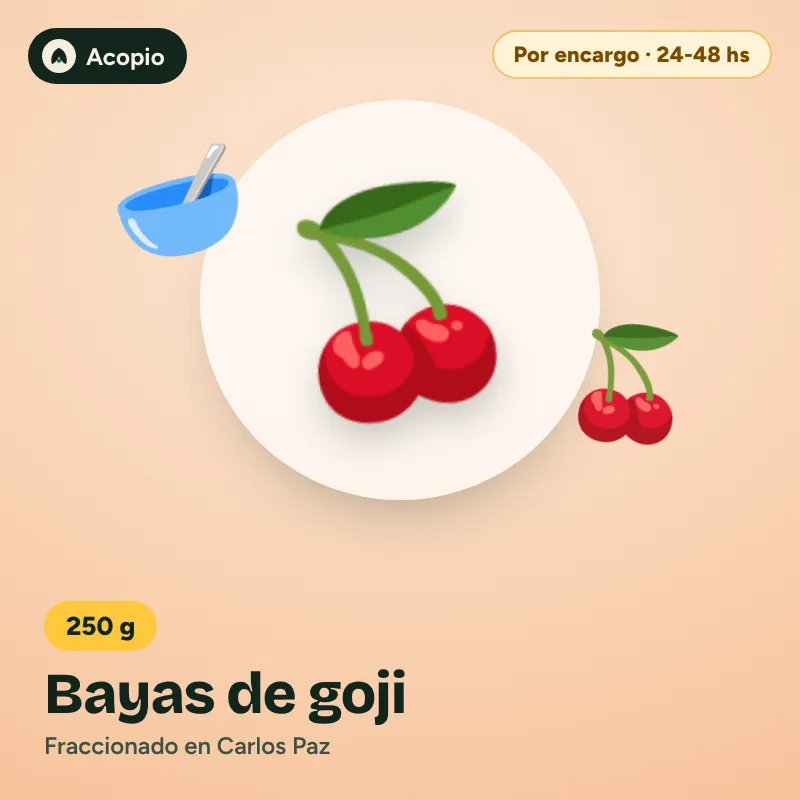 Acopio
Por encargo · 24-48 hs
250 g
Bayas de goji
Fraccionado en Carlos Paz